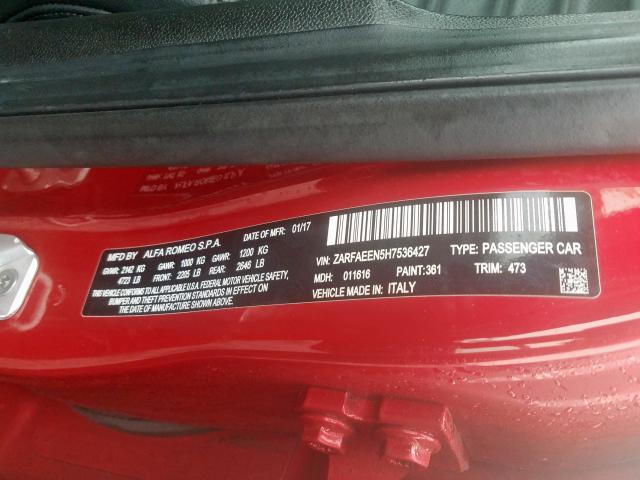 MFD BY ALFA ROMEO S.P.A. DATE OF MFR: 01/17
GVWR: 2142 KG GAWR: 1000 KG GAWR: 1200 KG
4723 LB FRONT: 2205 LB REAR: 2646 LB
THIS VEHICLE CONFORMS TO ALL APPLICABLE U.S.A. FEDERAL MOTOR VEHICLE SAFETY,
BUMPER AND THEFT PREVENTION STANDARDS IN EFFECT ON
THE DATE OF MANUFACTURE SHOWN ABOVE.
VIN: ZARFAEEN5H7536427 TYPE: PASSENGER CAR
MDH: 011616 PAINT:361 TRIM: 473
VEHICLE MADE IN: ITALY